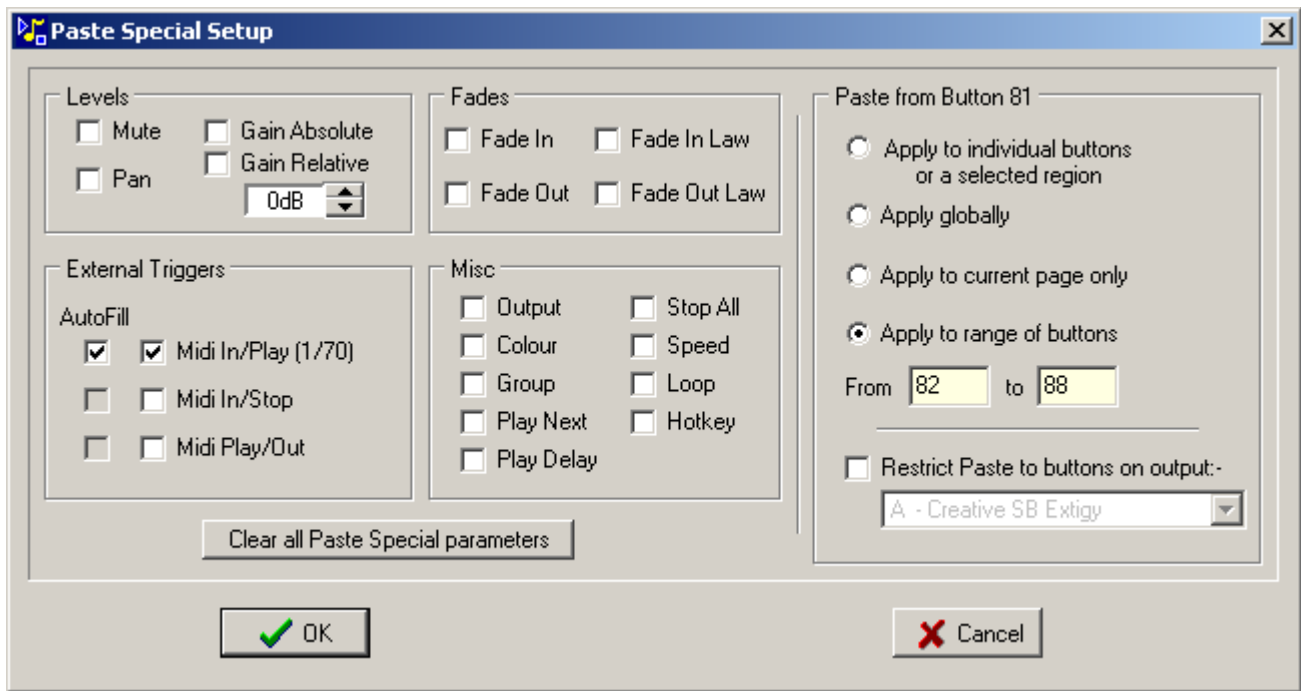 Paste Special Setup
Levels
Mute
Gain Absolute
Gain Relative
Pan
0dB
Fades
Fade In
Fade In Law
Fade Out
Fade Out Law
External Triggers
AutoFill
Midi In/Play (1/70)
Midi In/Stop
Midi Play/Out
Misc
Output
Stop All
Colour
Speed
Group
Loop
Play Next
Hotkey
Play Delay
Clear all Paste Special parameters
Paste from Button 81
Apply to individual buttons
or a selected region
Apply globally
Apply to current page only
Apply to range of buttons
From 82 to 88
Restrict Paste to buttons on output:-
A - Creative SB Extigy
OK
Cancel